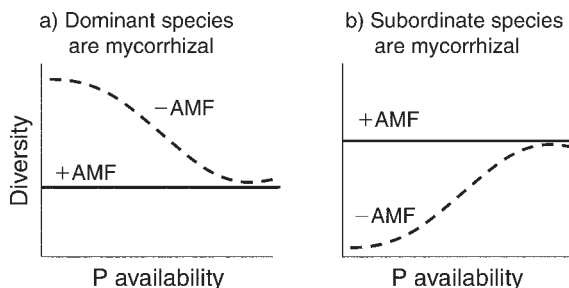 a) Dominant species
are mycorrhizal
b) Subordinate species
are mycorrhizal
Diversity
−AMF
+AMF
P availability
+AMF
−AMF
P availability